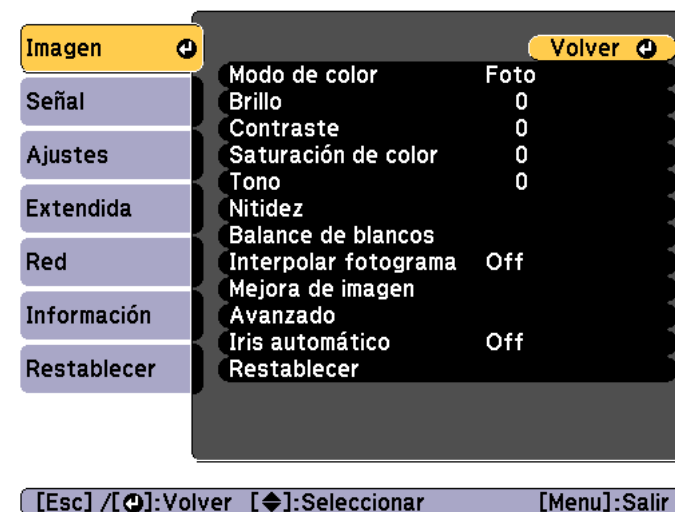 Imagen
Señal
Ajustes
Extendida
Red
Información
Restablecer
Volver
Modo de color Foto
Brillo 0
Contraste 0
Saturación de color 0
Tono 0
Nitidez
Balance de blancos
Interpolar fotograma Off
Mejora de imagen
Avanzado
Iris automático Off
Restablecer
[Esc] /[⏎]:Volver [◆]:Seleccionar [Menu]:Salir